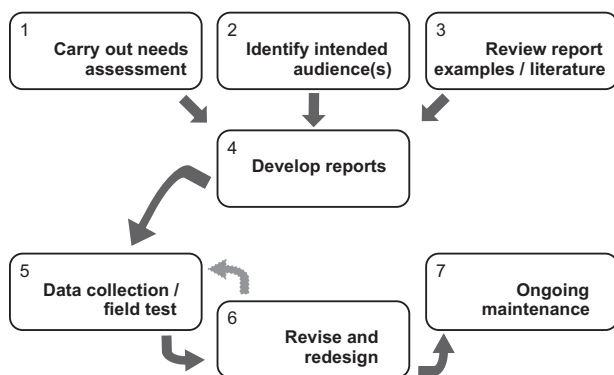 1
Carry out needs
assessment
2
Identify intended
audience(s)
3
Review report
examples / literature
4
Develop reports
5
Data collection /
field test
6
Revise and
redesign
7
Ongoing
maintenance